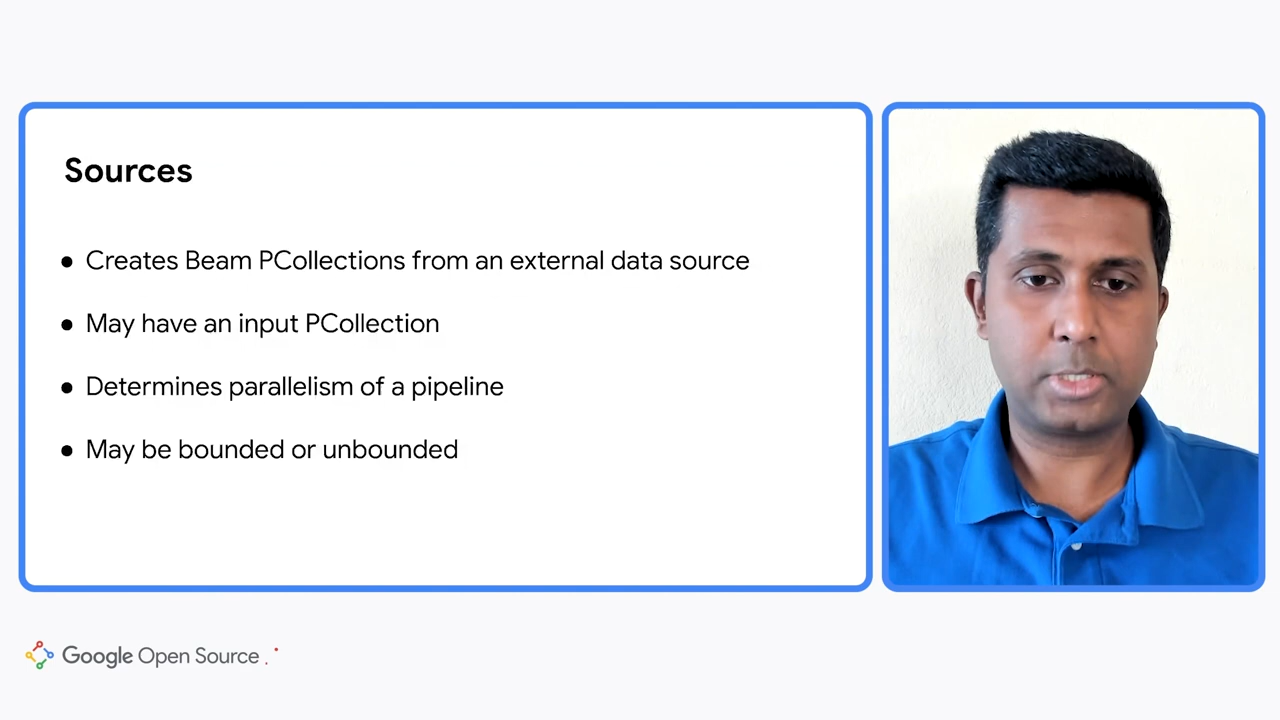 Sources
● Creates Beam PCollections from an external data source
● May have an input PCollection
● Determines parallelism of a pipeline
● May be bounded or unbounded
Google Open Source